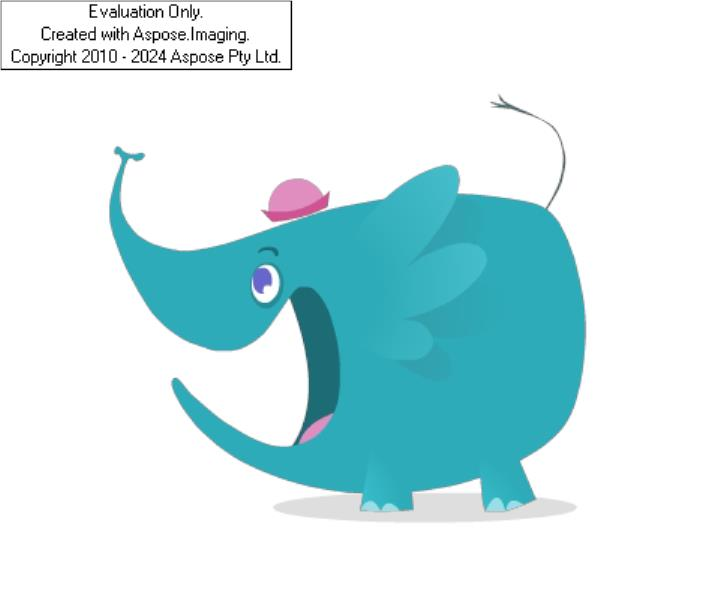 Evaluation Only.
Created with Aspose.Imaging.
Copyright 2010 - 2024 Aspose Pty Ltd.